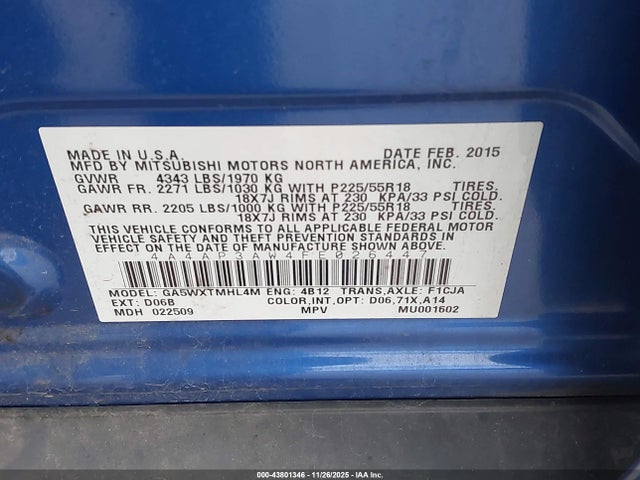 MADE IN U.S.A. DATE FEB. 2015
MFD BY MITSUBISHI MOTORS NORTH AMERICA, INC.
GVWR 4343 LBS/1970 KG
GAWR FR. 2271 LBS/1030 KG WITH P225/55R18 TIRES,
18X7J RIMS AT 230 KPA/33 PSI COLD.
GAWR RR. 2205 LBS/1000 KG WITH P225/55R18 TIRES,
18X7J RIMS AT 230 KPA/33 PSI COLD.
THIS VEHICLE CONFORMS TO ALL APPLICABLE FEDERAL MOTOR
VEHICLE SAFETY AND THEFT PREVENTION STANDARDS IN
EFFECT ON THE DATE OF MANUFACTURE SHOWN ABOVE.
4A4AP3AW4FE026447
MODEL: GA5WXTMHL4M ENG: 4B12 TRANS,AXLE: F1CJA
EXT: D06B COLOR,INT,OPT: D06,71X,A14
MDH 022509 MPV MU001602
00-43801346 - 11/26/2025 - IAA Inc.